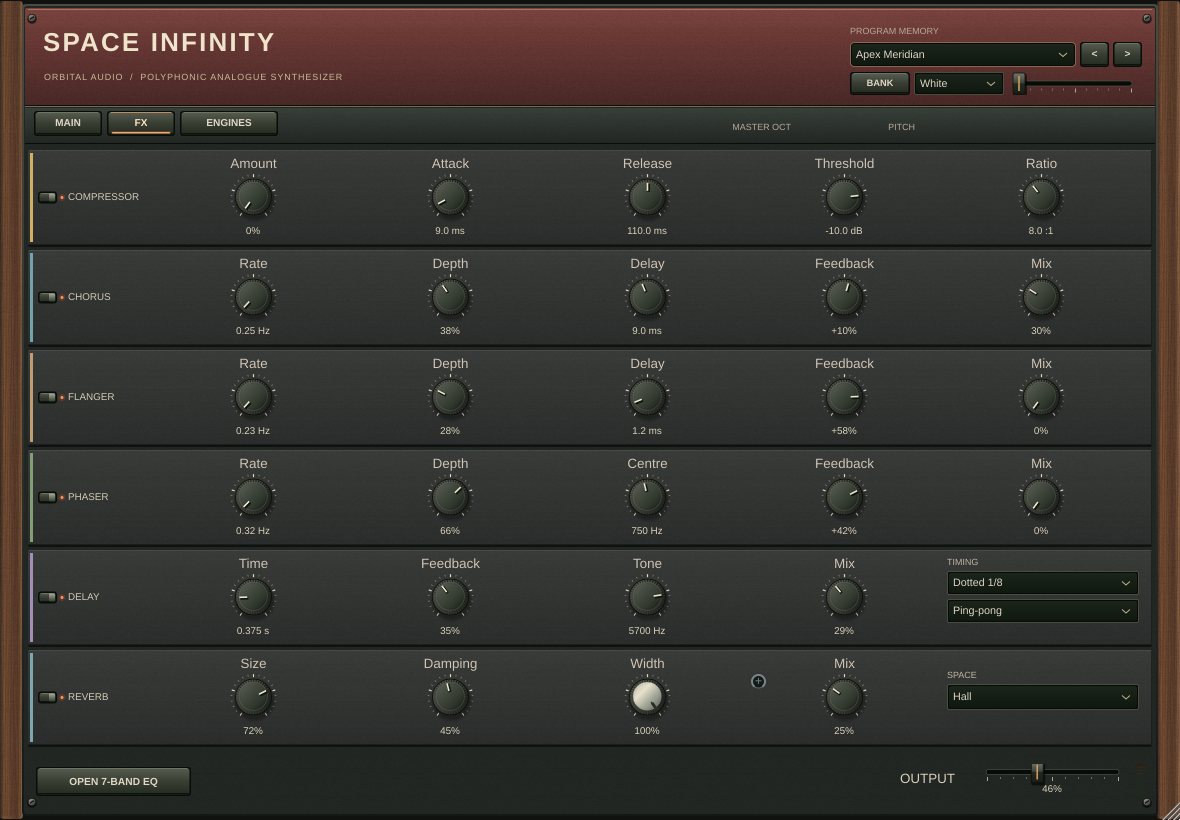 SPACE INFINITY
ORBITAL AUDIO / POLYPHONIC ANALOGUE SYNTHESIZER
PROGRAM MEMORY
Apex Meridian < >
BANK White
MAIN FX ENGINES
MASTER OCT PITCH
Amount Attack Release Threshold Ratio
COMPRESSOR
0% 9.0 ms 110.0 ms -10.0 dB 8.0 :1
Rate Depth Delay Feedback Mix
CHORUS
0.25 Hz 38% 9.0 ms +10% 30%
Rate Depth Delay Feedback Mix
FLANGER
0.23 Hz 28% 1.2 ms +58% 0%
Rate Depth Centre Feedback Mix
PHASER
0.32 Hz 66% 750 Hz +42% 0%
Time Feedback Tone Mix TIMING
Dotted 1/8
DELAY
Ping-pong
0.375 s 35% 5700 Hz 29%
Size Damping Width Mix
SPACE
REVERB Hall
72% 45% 100% 25%
OPEN 7-BAND EQ OUTPUT
46%